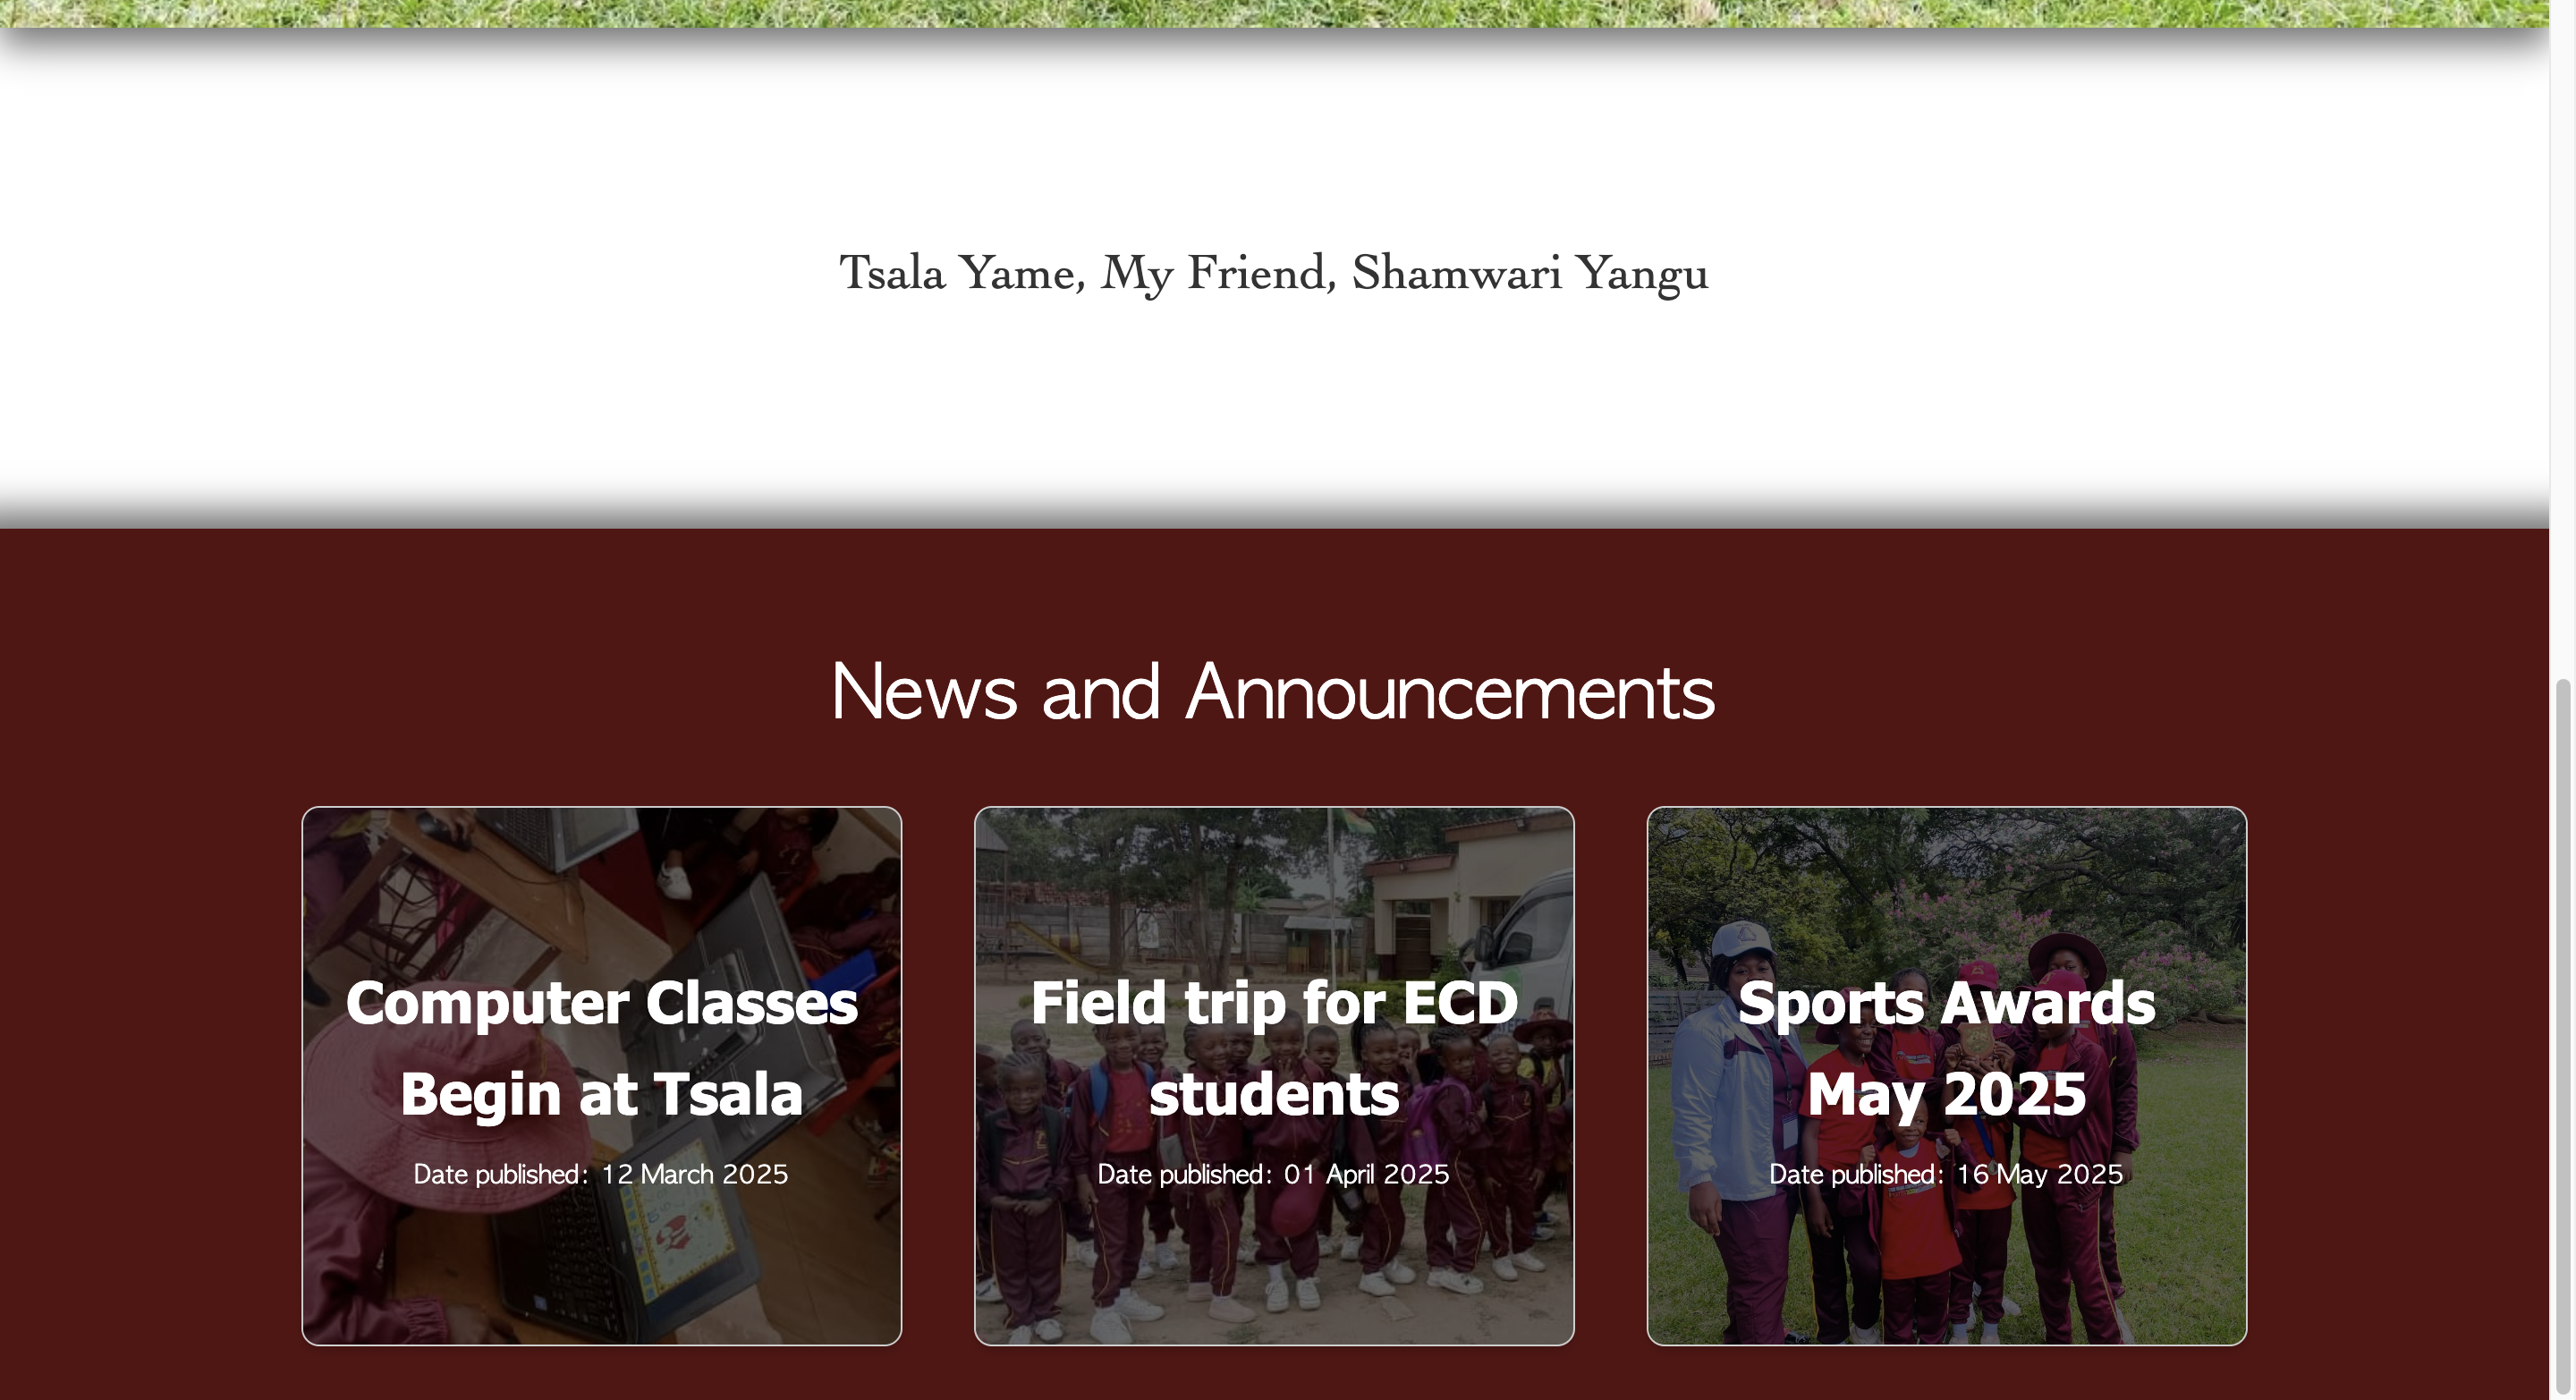 Tsala Yame, My Friend, Shamwari Yangu
News and Announcements
Computer Classes
Begin at Tsala
Date published: 12 March 2025
Field trip for ECD
students
Date published: 01 April 2025
Sports Awards
May 2025
Date published: 16 May 2025